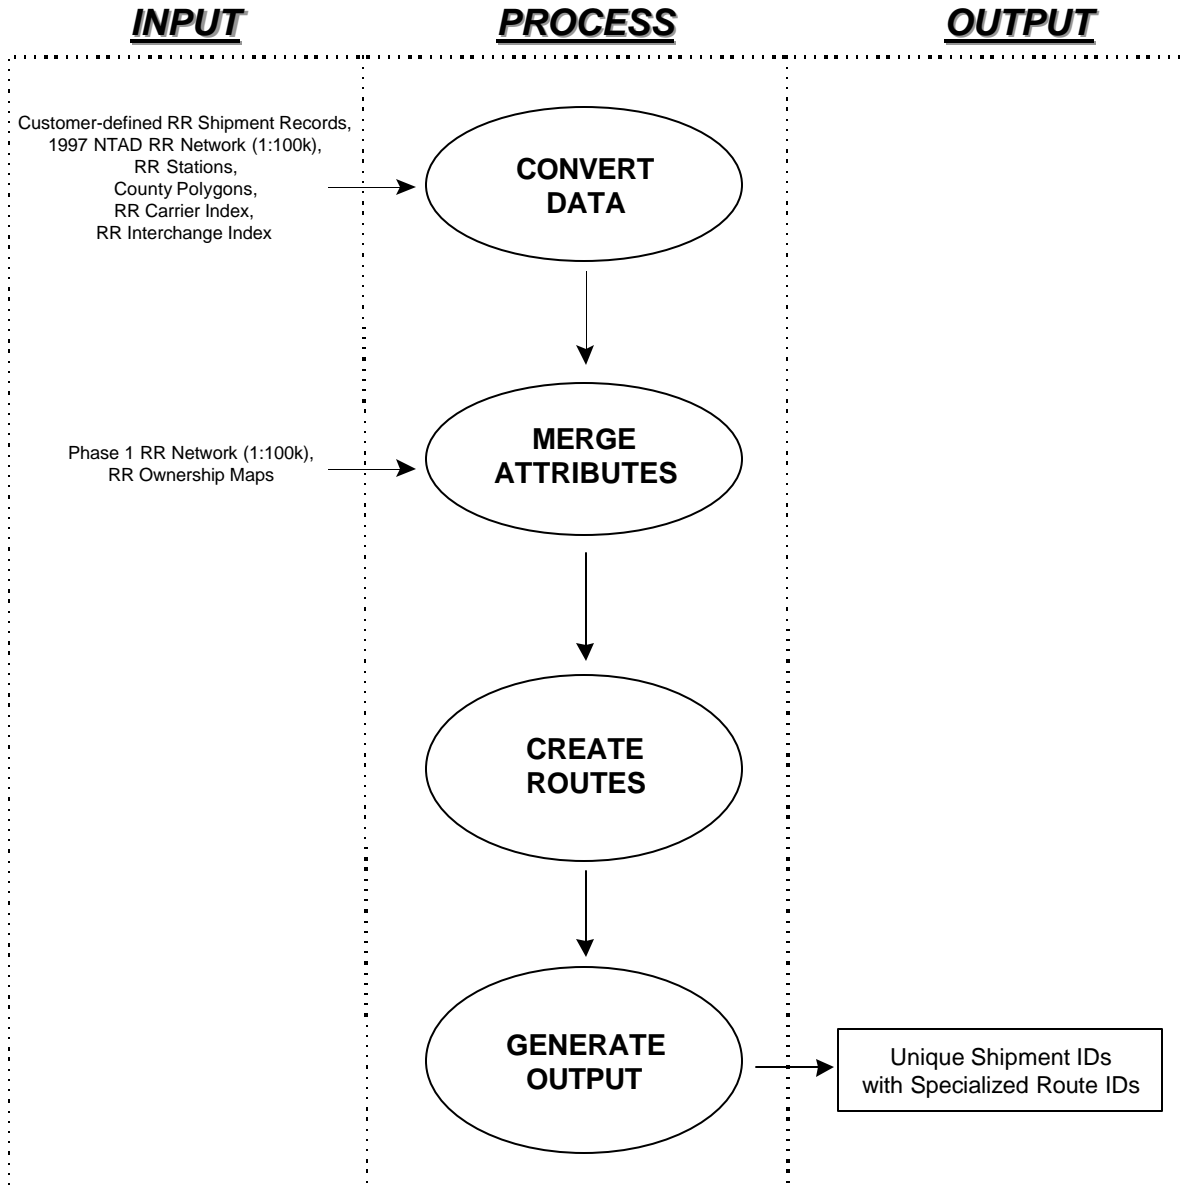 INPUT
PROCESS
OUTPUT
Customer-defined RR Shipment Records,
1997 NTAD RR Network (1:100k),
RR Stations,
County Polygons,
RR Carrier Index,
RR Interchange Index
CONVERT
DATA
Phase 1 RR Network (1:100k),
RR Ownership Maps
MERGE
ATTRIBUTES
CREATE
ROUTES
GENERATE
OUTPUT
Unique Shipment IDs
with Specialized Route IDs